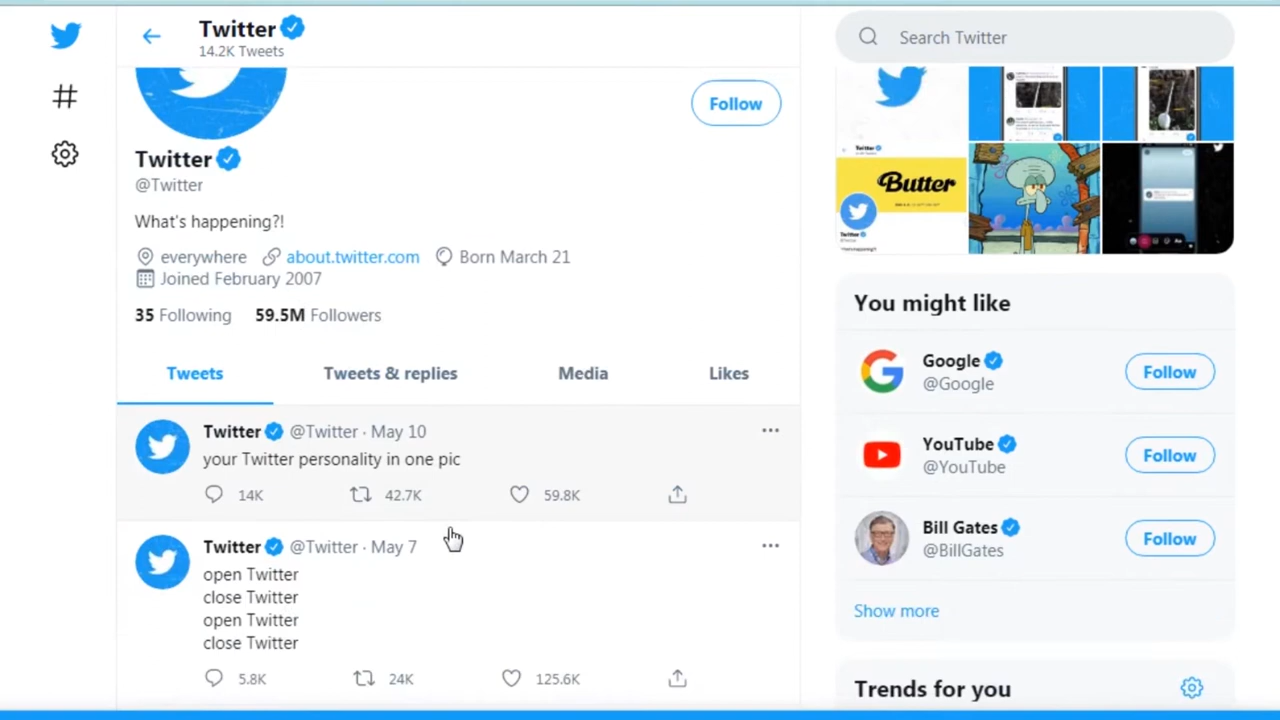 Twitter
14.2K Tweets
Search Twitter
Follow
Twitter
@Twitter
What's happening?!
everywhere about.twitter.com Born March 21
Joined February 2007
35 Following 59.5M Followers
Tweets Tweets & replies Media Likes
Twitter @Twitter · May 10
your Twitter personality in one pic
14K 42.7K 59.8K
Twitter @Twitter · May 7
open Twitter
close Twitter
open Twitter
close Twitter
5.8K 24K 125.6K
Butter
You might like
Google
@Google
Follow
YouTube
@YouTube
Follow
Bill Gates
@BillGates
Follow
Show more
Trends for you